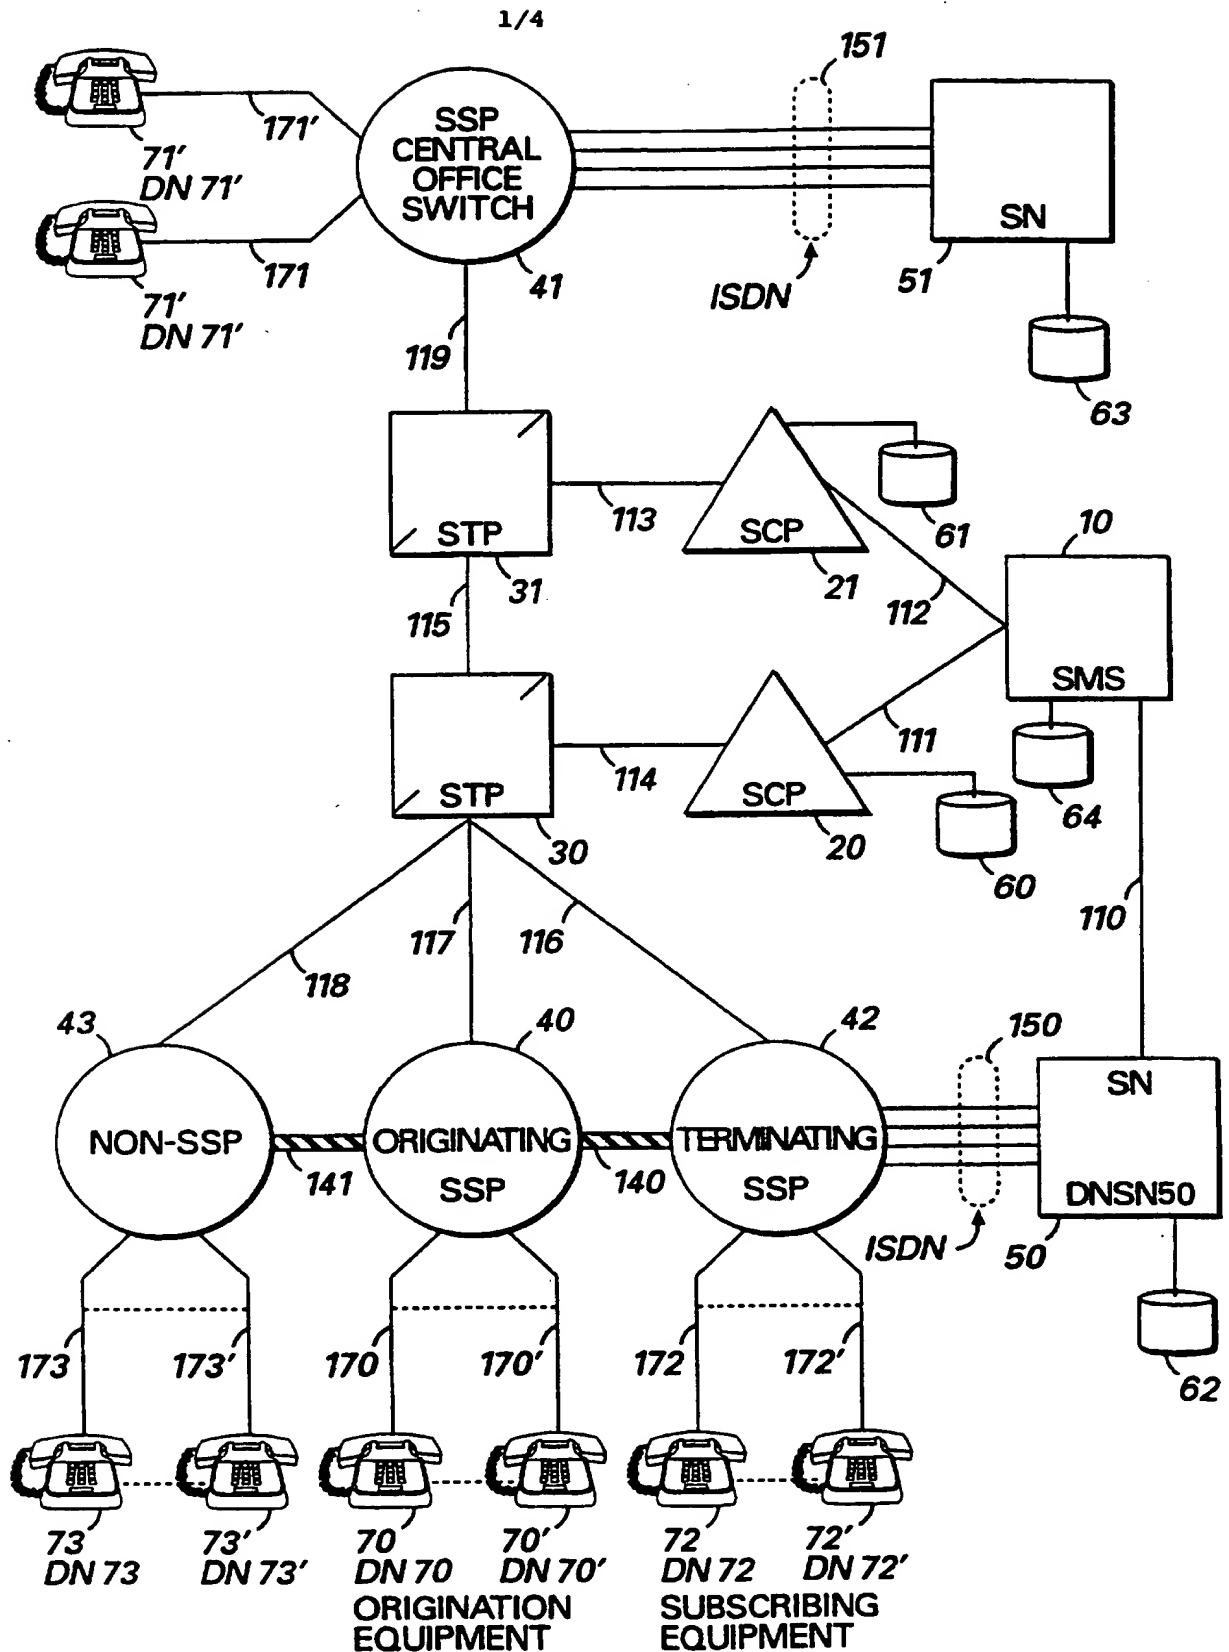 1/4
151
171'
SSP
CENTRAL
OFFICE
SWITCH
71'
DN 71'
SN
171
41
ISDN
51
71'
DN 71'
119
63
113
SCP
61
10
STP
31
21
112
115
SMS
111
114
STP
SCP
64
30
20
60
110
117
116
118
43
40
42
150
SN
NON-SSP
ORIGINATING
SSP
TERMINATING
SSP
141
140
DNSN50
ISDN
50
173
173'
170
170'
172
172'
62
73
DN 73
73'
DN 73'
70
DN 70
70'
DN 70'
72
DN 72
72'
DN 72'
ORIGINATION
EQUIPMENT
SUBSCRIBING
EQUIPMENT